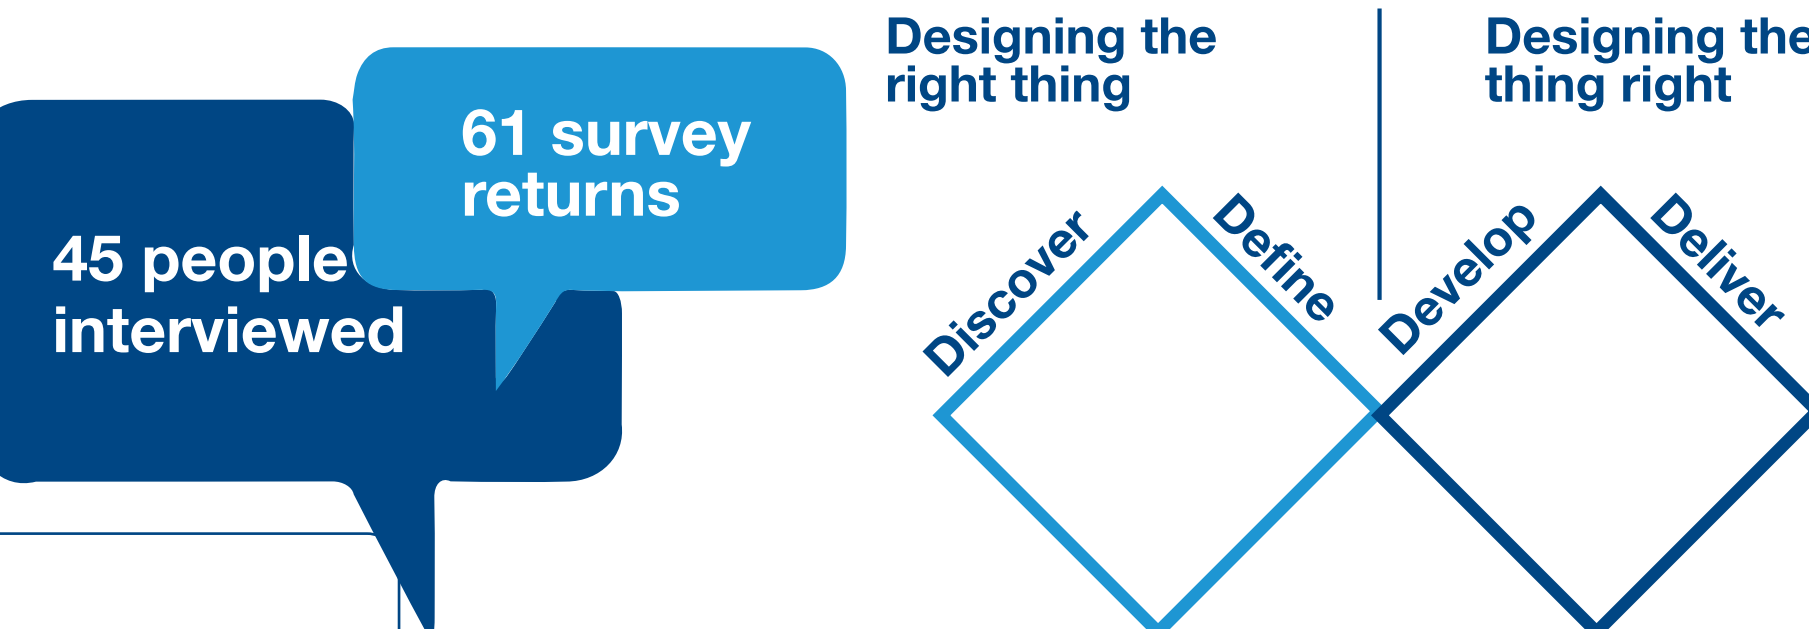 45 people
interviewed
61 survey
returns
Designing the
right thing
Designing the
thing right
Discover
Define
Develop
Deliver